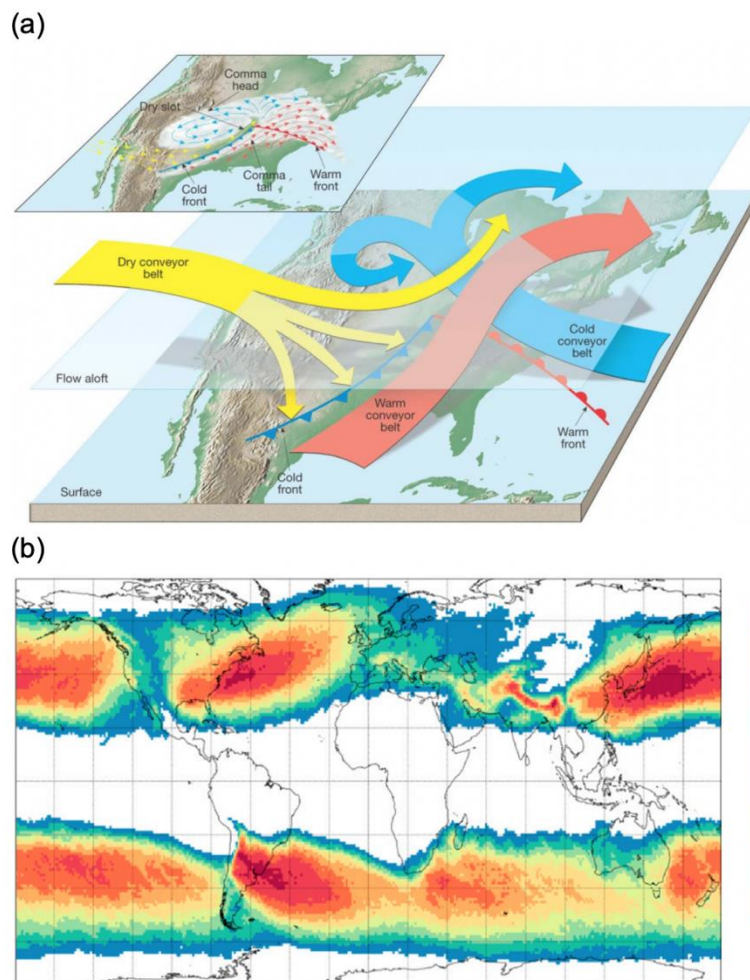 (a)
Comma
head
Dry slot
Cold
front
Comma
tail
Warm
front
Dry conveyor
belt
Cold
conveyor
belt
Flow aloft
Warm
conveyor
belt
Warm
front
Cold
front
Surface
(b)